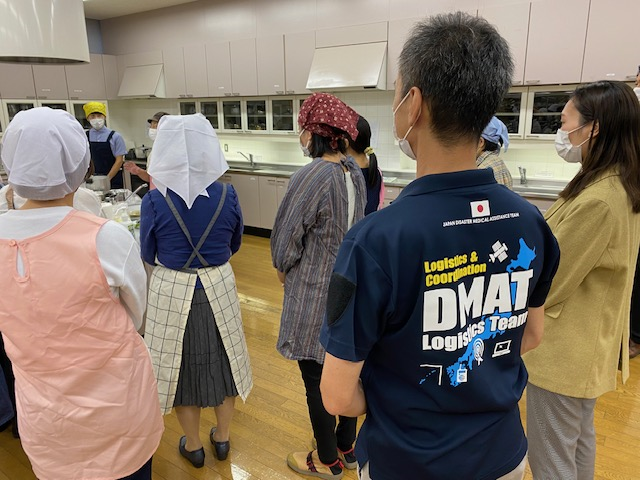 JAPAN DISASTER MEDICAL ASSISTANCE TEAM
Logistics &
Coordination
DMAT
Logistics Team